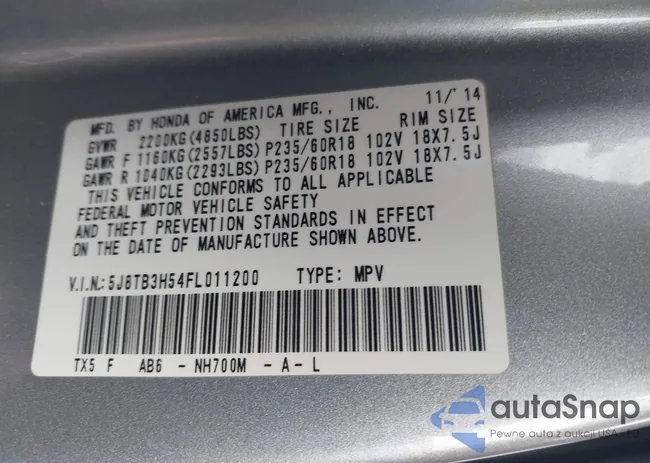 MFD. BY HONDA OF AMERICA MFG., INC. 11/'14
GVWR 2200KG(4850LBS) TIRE SIZE RIM SIZE
GAWR F 1160KG(2557LBS) P235/60R18 102V 18X7.5J
GAWR R 1040KG(2293LBS) P235/60R18 102V 18X7.5J
THIS VEHICLE CONFORMS TO ALL APPLICABLE
FEDERAL MOTOR VEHICLE SAFETY
AND THEFT PREVENTION STANDARDS IN EFFECT
ON THE DATE OF MANUFACTURE SHOWN ABOVE.
V.I.N.: 5J8TB3H54FL011200 TYPE: MPV
TX5 F AB6 - NH700M - A - L
autaSnap
Pewne auto z aukcji USA - EU